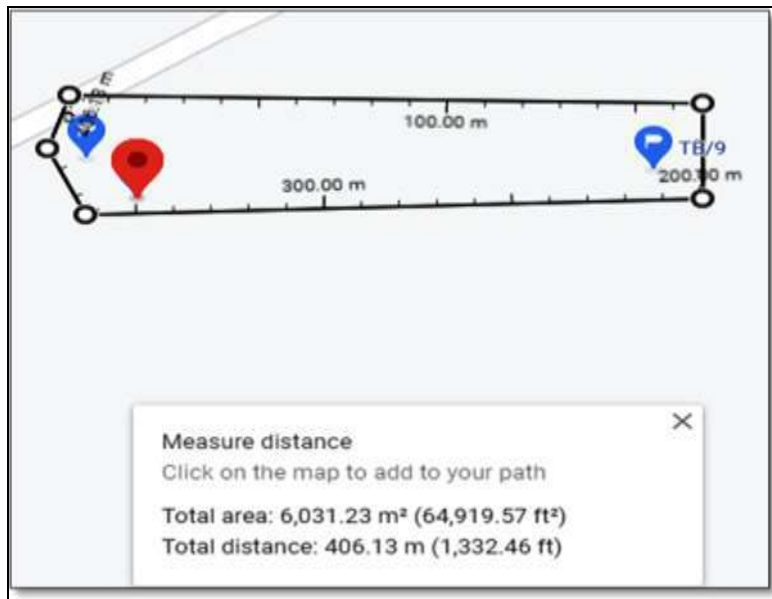 100.00 m
TB/9
200.00 m
300.00 m
Measure distance
Click on the map to add to your path
Total area: 6,031.23 m² (64,919.57 ft²)
Total distance: 406.13 m (1,332.46 ft)